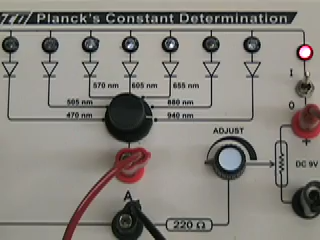 Planck's Constant Determination
570 nm 605 nm 655 nm
505 nm 880 nm
470 nm 940 nm
I
0
ADJUST
+
DC 9V
A
220 Ω